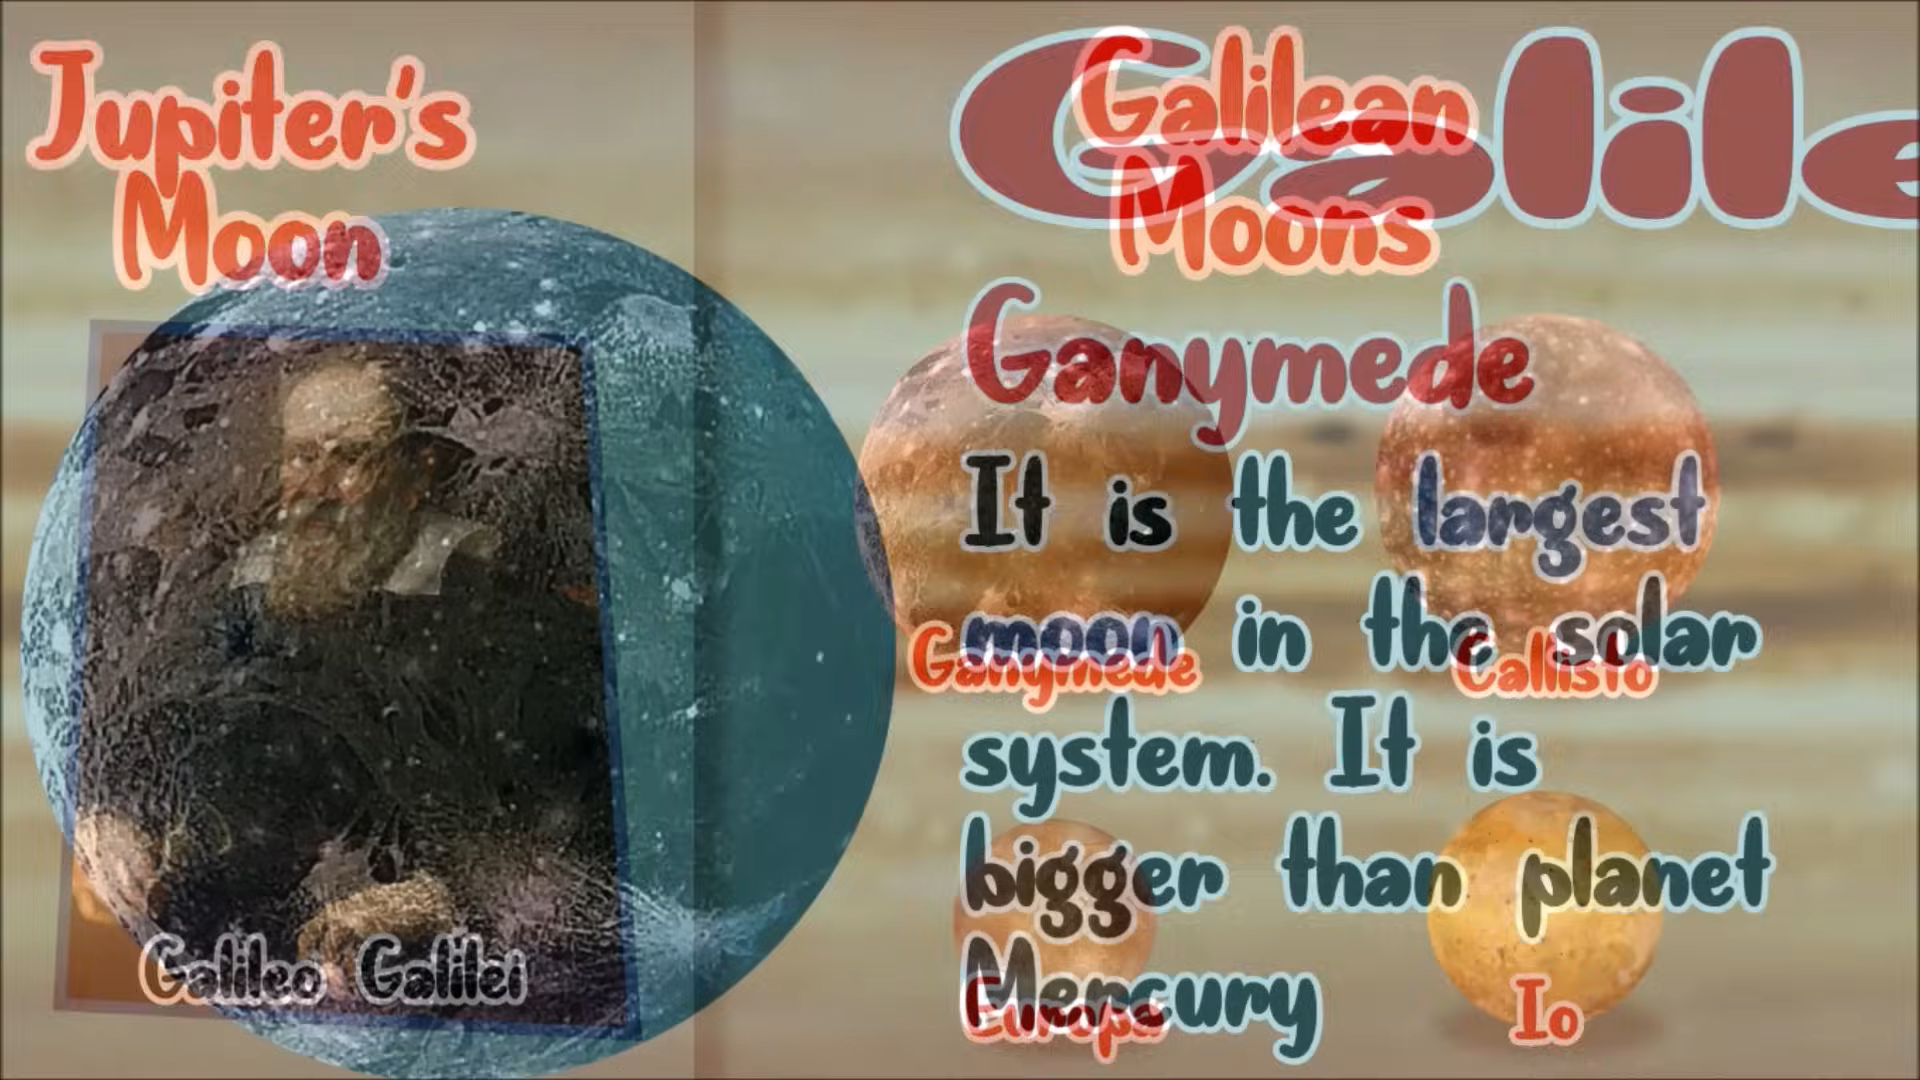 Jupiter's
Moon
Galileo Galilei
Galilean
Moons
Galile
Ganymede
It is the largest
moon in the solar
system. It is
bigger than planet
Mercury
Ganymede
Callisto
Europa
Io